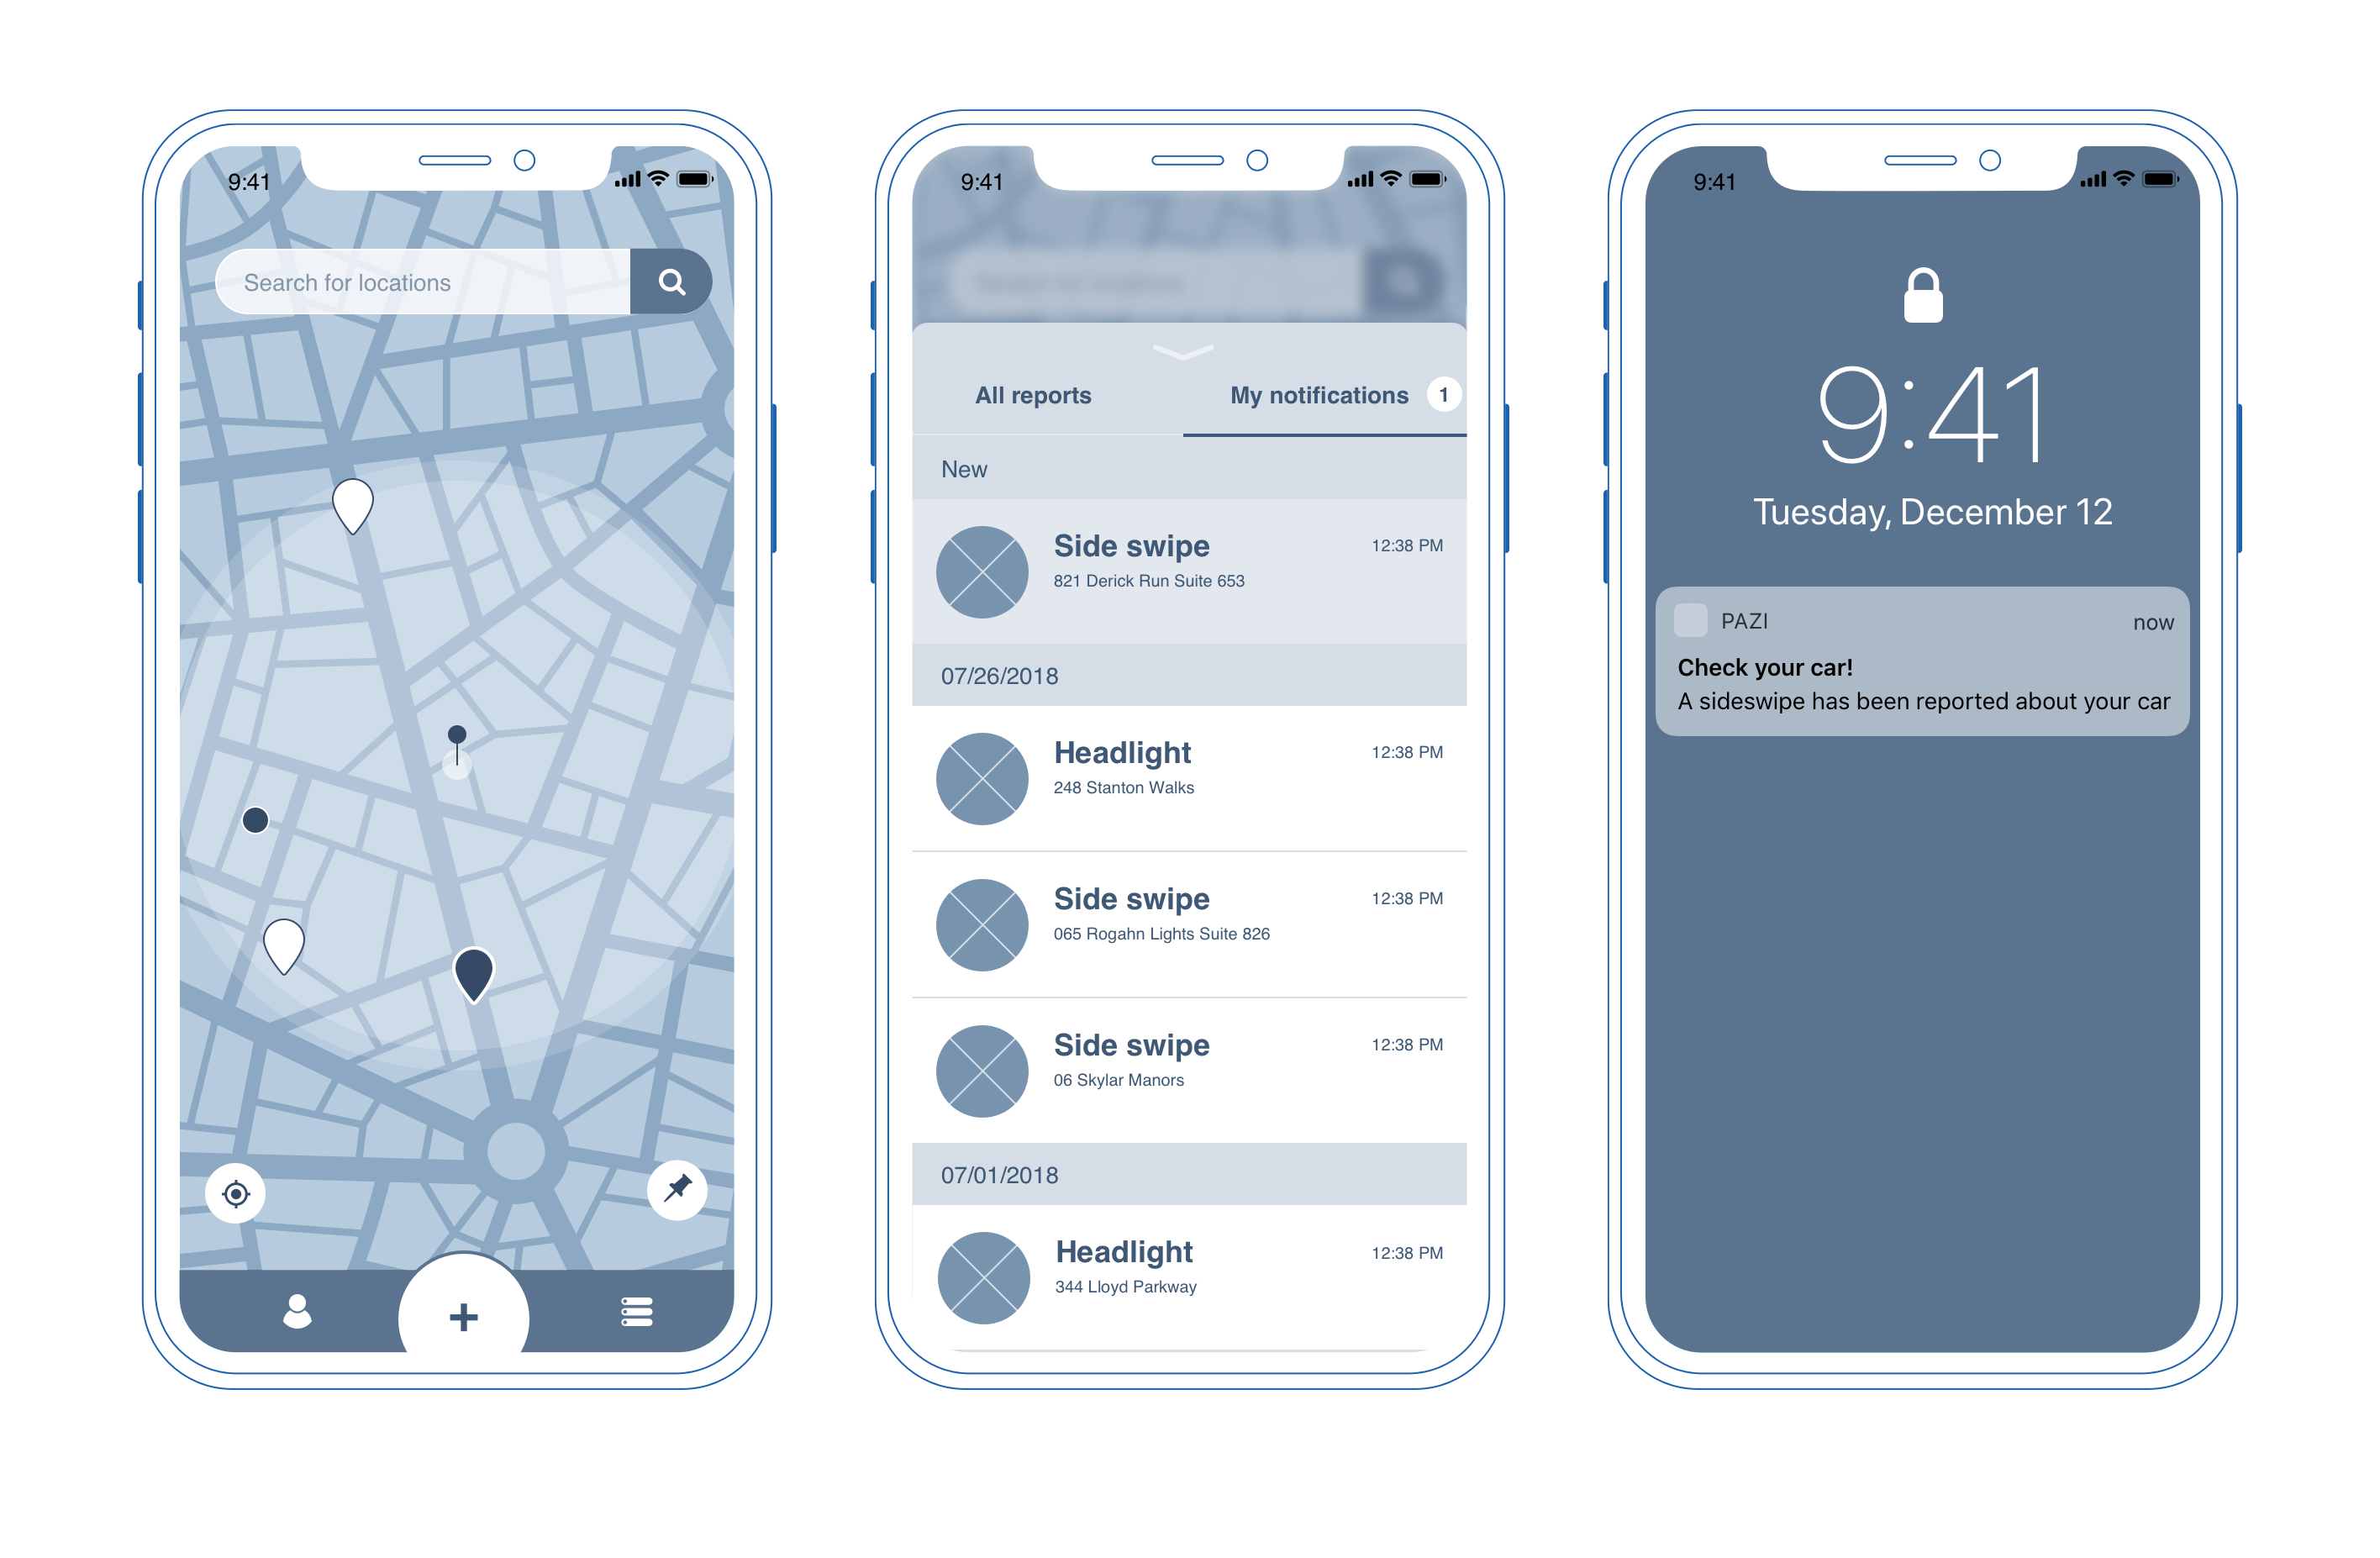 9:41
Search for locations
9:41
All reports
My notifications 1
New
Side swipe 12:38 PM
821 Derick Run Suite 653
07/26/2018
Headlight 12:38 PM
248 Stanton Walks
Side swipe 12:38 PM
065 Rogahn Lights Suite 826
Side swipe 12:38 PM
06 Skylar Manors
07/01/2018
Headlight 12:38 PM
344 Lloyd Parkway
9:41
9:41
Tuesday, December 12
PAZI now
Check your car!
A sideswipe has been reported about your car